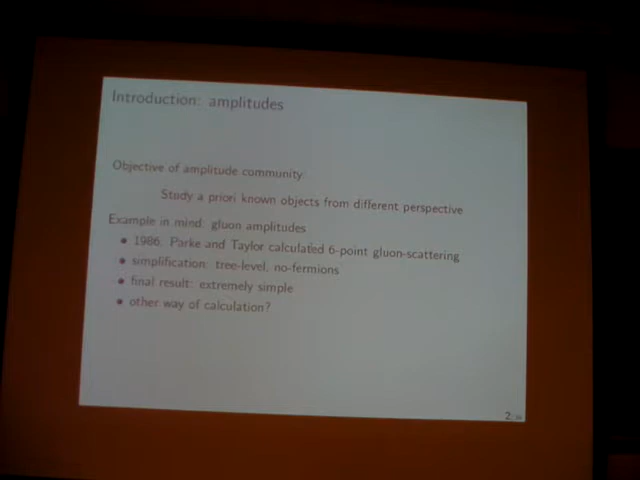 Introduction: amplitudes
Objective of amplitude community
Study a priori known objects from different perspective
Example in mind: gluon amplitudes
• 1986: Parke and Taylor calculated 6-point gluon-scattering
• simplification: tree-level, no-fermions
• final result: extremely simple
• other way of calculation?
2